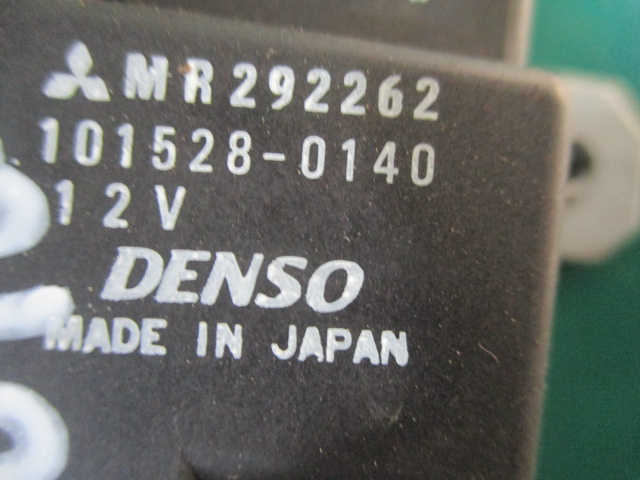 MR292262
101528-0140
12V
DENSO
MADE IN JAPAN